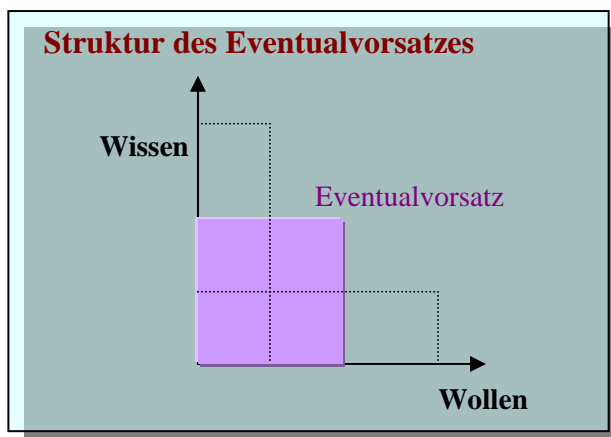 Struktur des Eventualvorsatzes
Wissen
Eventualvorsatz
Wollen